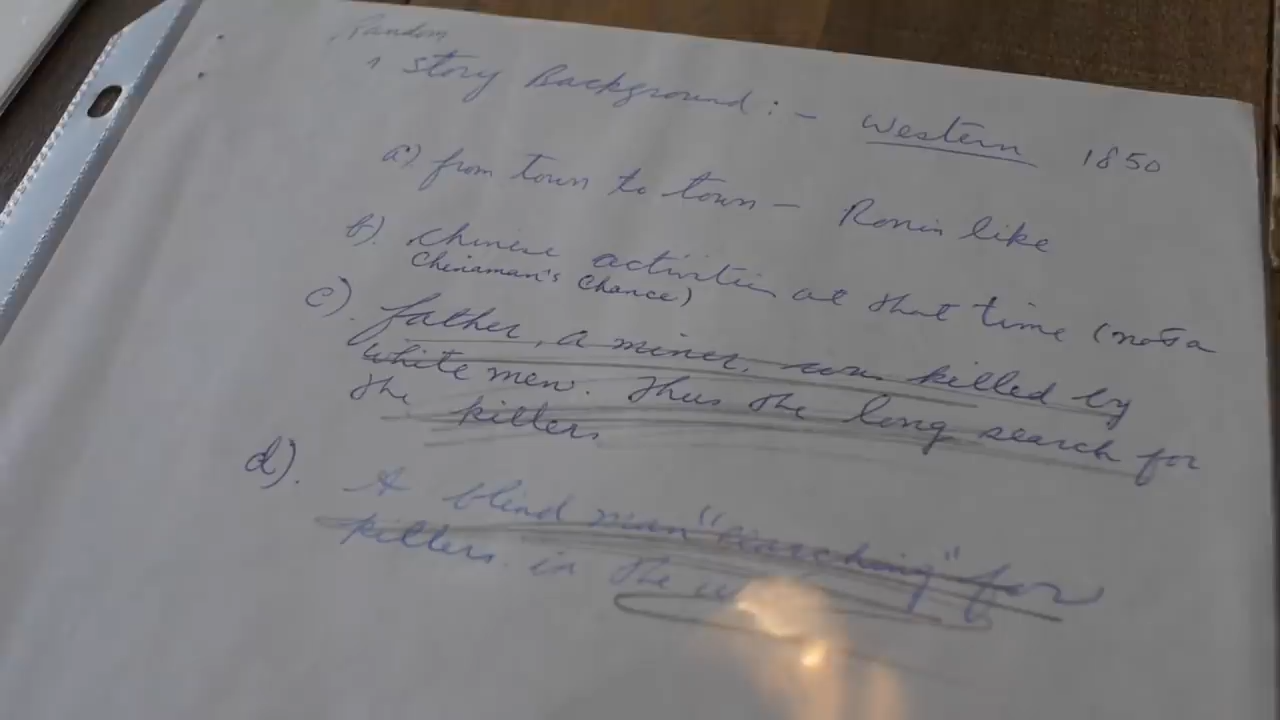 Random
1 Story Background :- Western 1850
a) from town to town - Ronin like
b). Chinese activities at that time (not a
Chinaman's Chance)
c). father, a miner, was killed by
white men. Thus the long search for
the killers.
d). A blind man "searching" for
killers in the